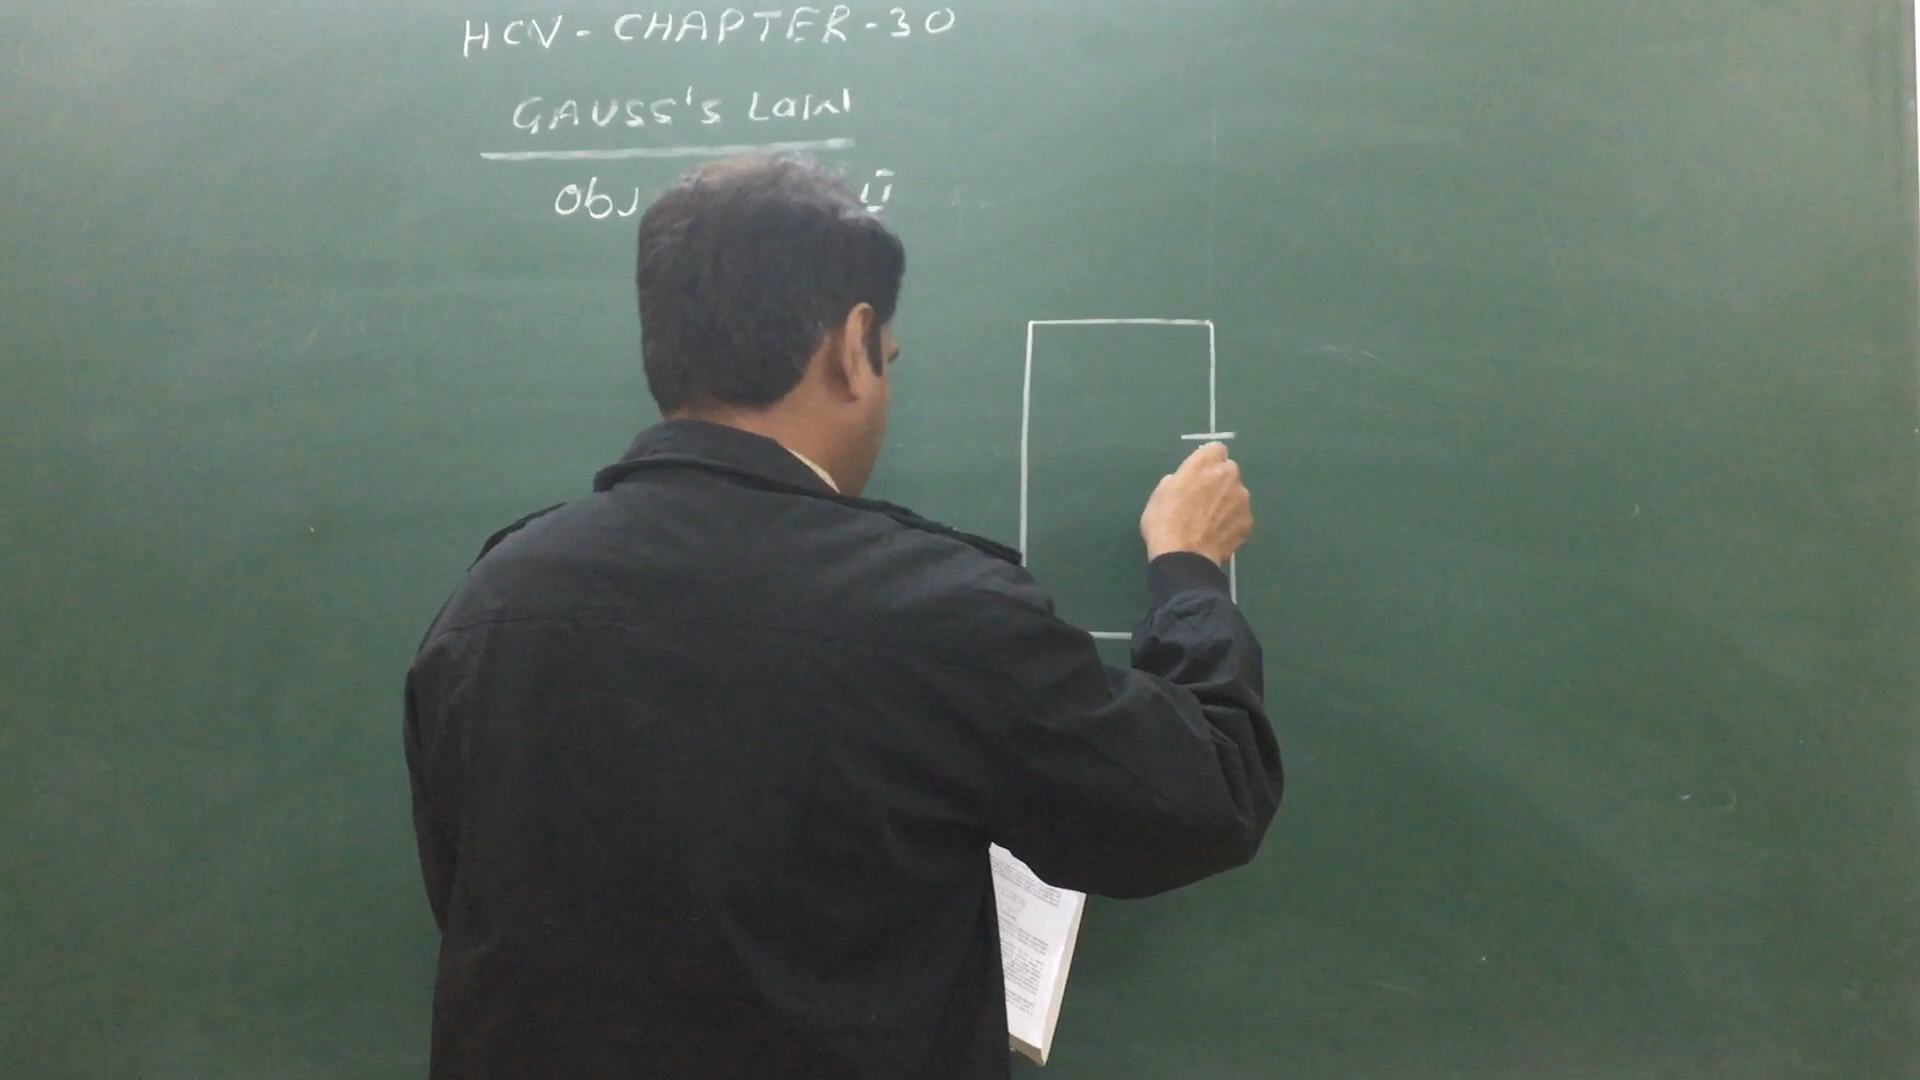 HCV - CHAPTER - 30
GAUSS'S Law
Obj